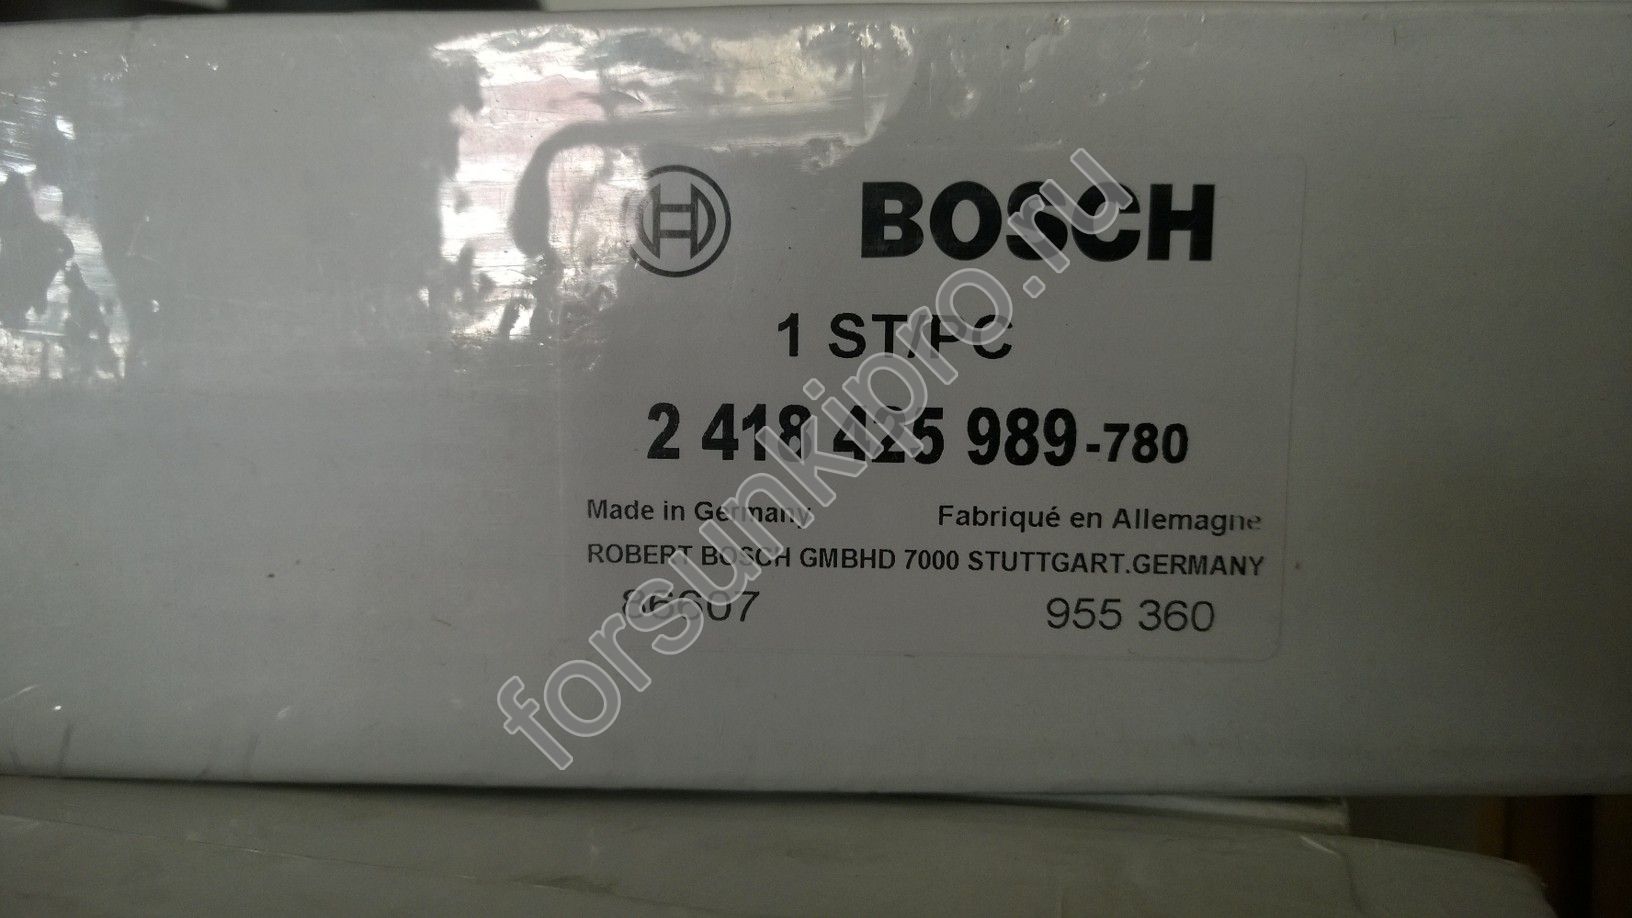 BOSCH
1 ST/PC
2 418 425 989-780
Made in Germany Fabriqué en Allemagne
ROBERT BOSCH GMBHD 7000 STUTTGART.GERMANY
86607 955 360
forsunkipro.ru